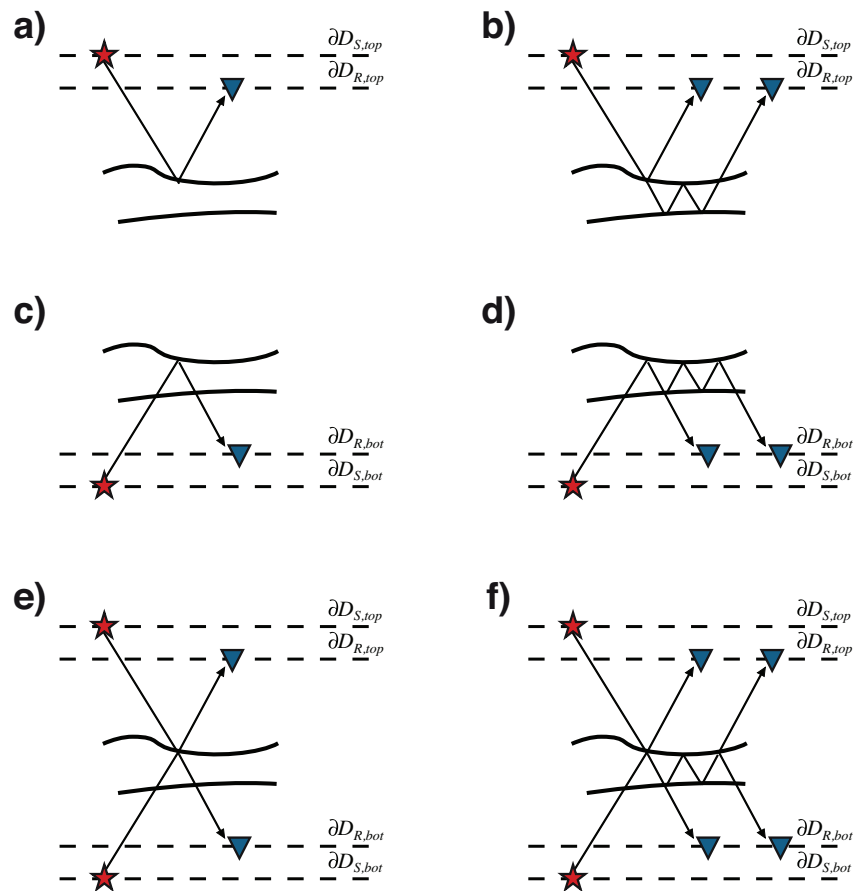 a) b)
∂D_{S,top} ∂D_{S,top}
∂D_{R,top} ∂D_{R,top}
c) d)
∂D_{R,bot} ∂D_{R,bot}
∂D_{S,bot} ∂D_{S,bot}
e) f)
∂D_{S,top} ∂D_{S,top}
∂D_{R,top} ∂D_{R,top}
∂D_{R,bot} ∂D_{R,bot}
∂D_{S,bot} ∂D_{S,bot}